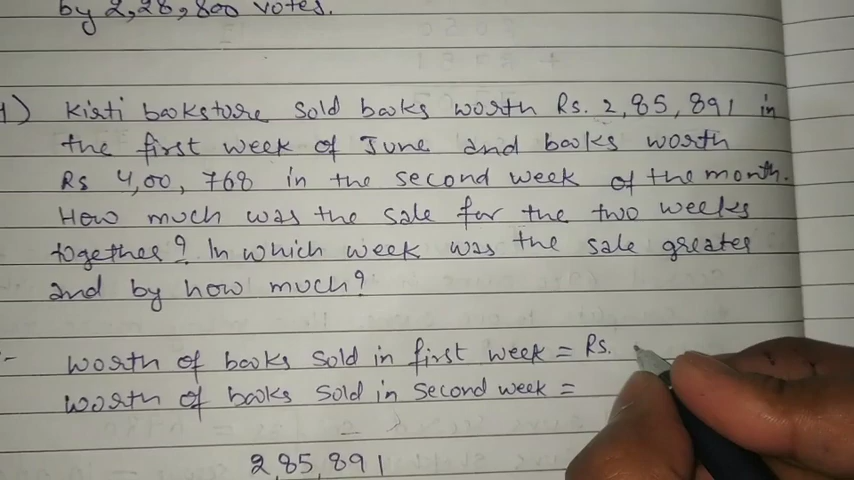 by 2,28,800 votes.
Kirti bookstore sold books worth Rs. 2,85,891 in
the first week of June and books worth
Rs 4,00,768 in the second week of the month.
How much was the sale for the two weeks
together? In which week was the sale greater
and by how much?
Worth of books sold in first week = Rs.
Worth of books sold in second week =
2,85,891